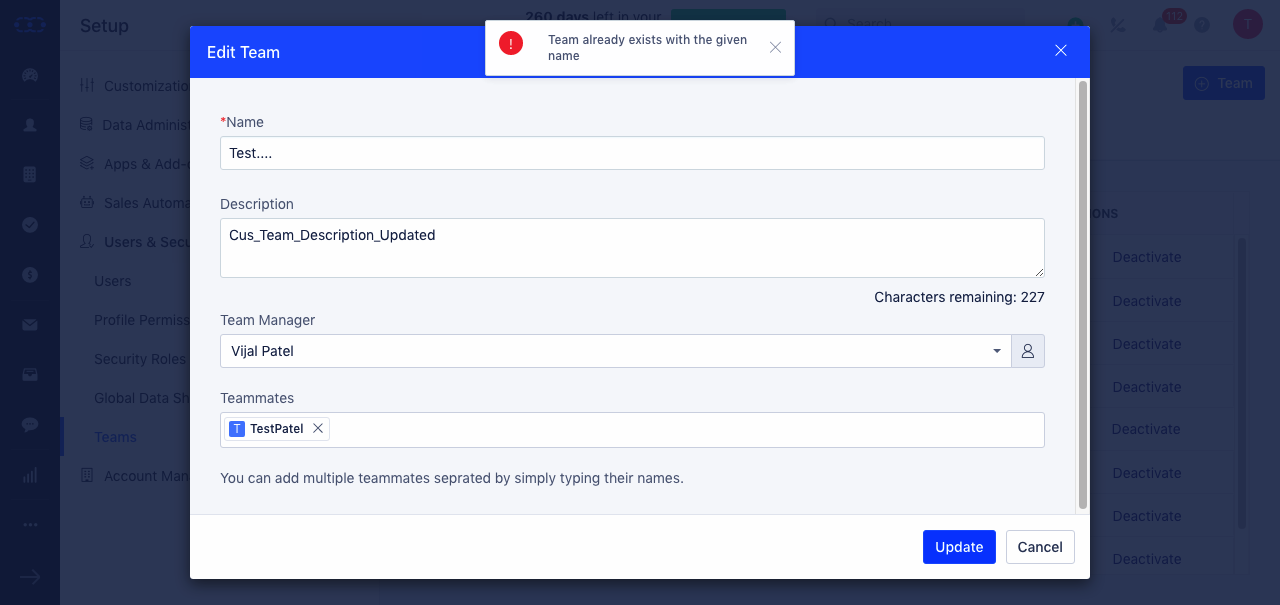 Setup
260 days left in your
Search
112
T
Team already exists with the given
name
Edit Team
Team
Customizatio
Data Adminis
Apps & Add-
Sales Automa
Users & Secu
Users
Profile Permiss
Security Roles
Global Data Sh
Teams
Account Man
*Name
Test....
Description
Cus_Team_Description_Updated
Characters remaining: 227
Team Manager
Vijal Patel
Teammates
T TestPatel
You can add multiple teammates seprated by simply typing their names.
Update
Cancel
ONS
Deactivate
Deactivate
Deactivate
Deactivate
Deactivate
Deactivate
Deactivate
Deactivate